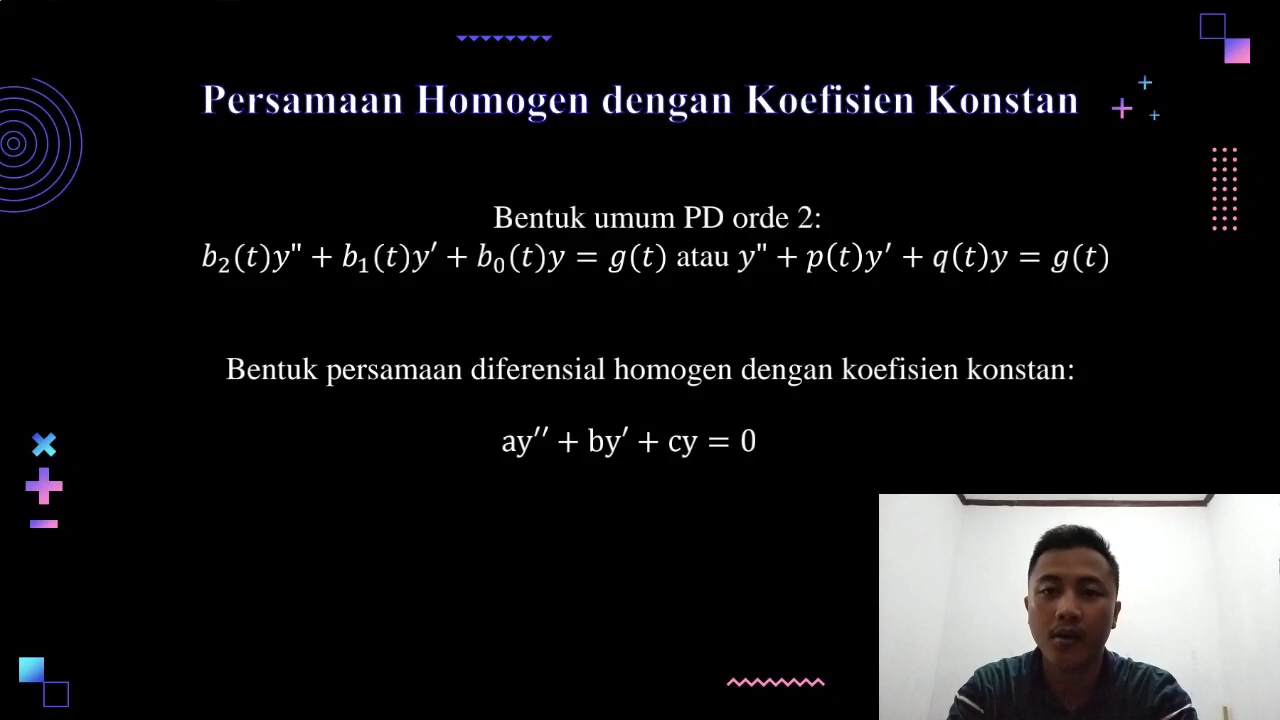 Persamaan Homogen dengan Koefisien Konstan
Bentuk umum PD orde 2:
b₂(t)y" + b₁(t)y′ + b₀(t)y = g(t) atau y" + p(t)y′ + q(t)y = g(t)
Bentuk persamaan diferensial homogen dengan koefisien konstan:
ay′′ + by′ + cy = 0